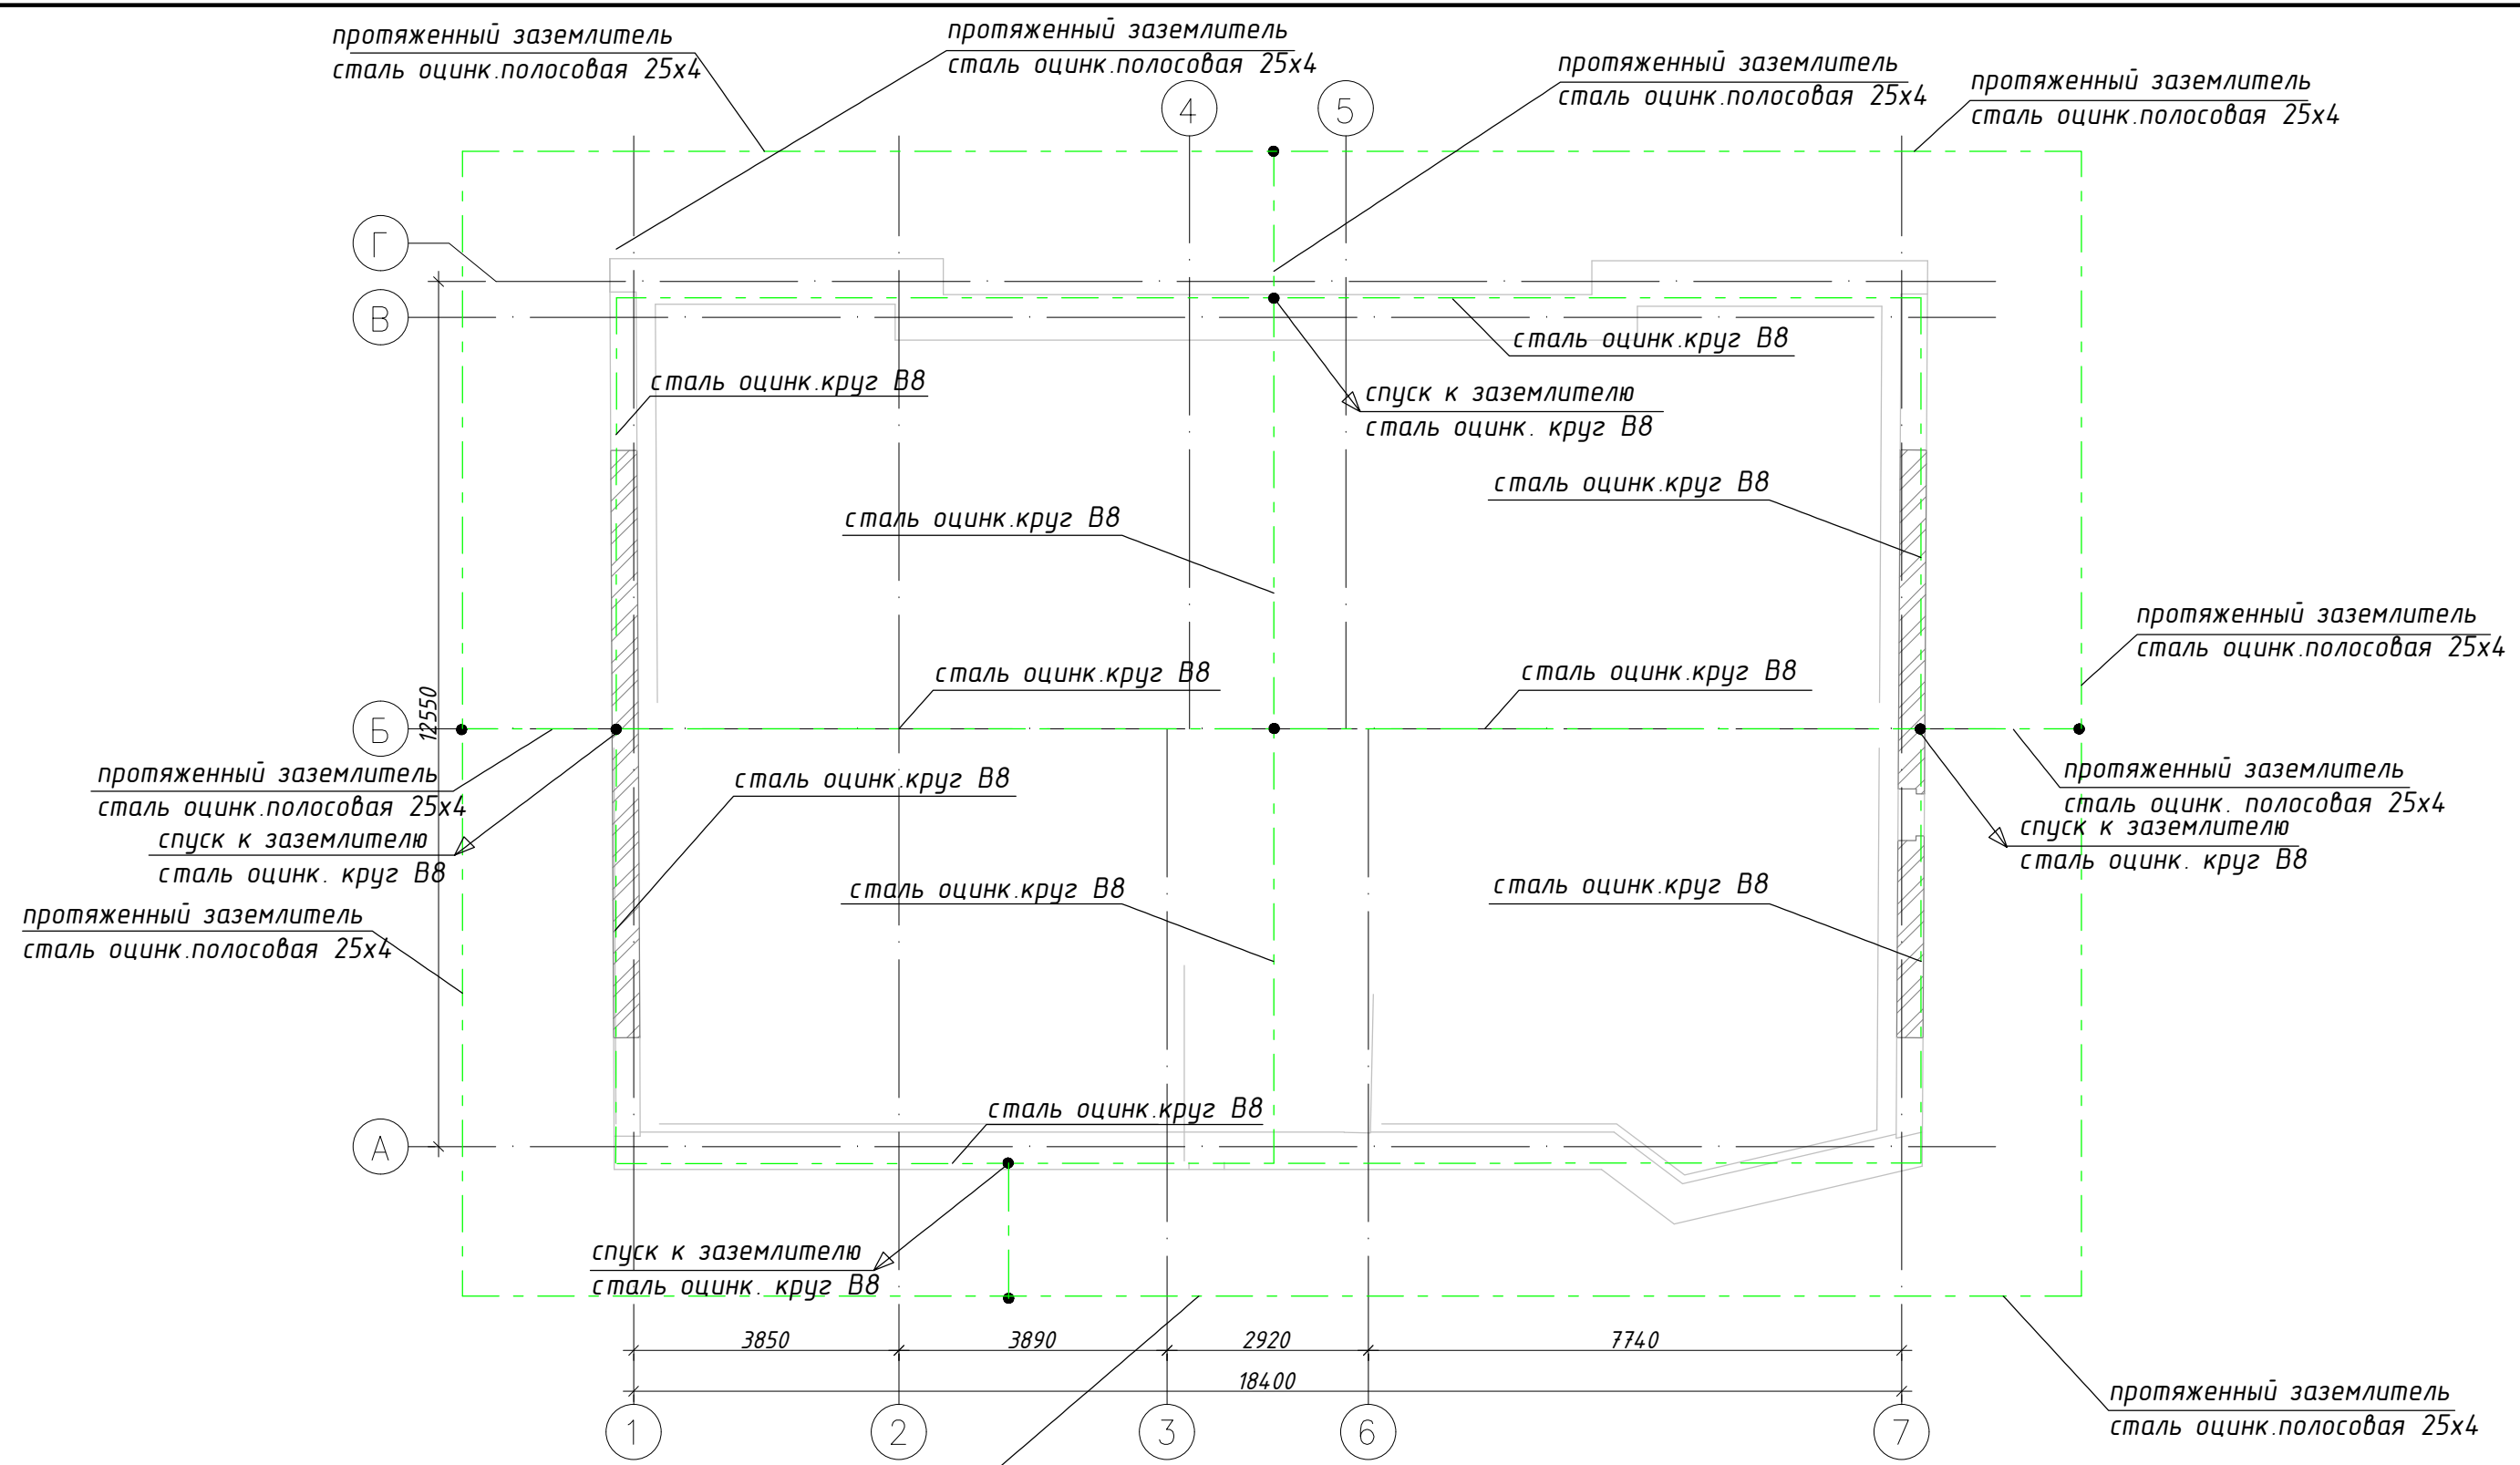 протяженный заземлитель
сталь оцинк.полосовая 25х4
протяженный заземлитель
сталь оцинк.полосовая 25х4
протяженный заземлитель
сталь оцинк.полосовая 25х4
протяженный заземлитель
сталь оцинк.полосовая 25х4
4
5
Г
В
сталь оцинк.круг В8
сталь оцинк.круг В8
спуск к заземлителю
сталь оцинк. круг В8
сталь оцинк.круг В8
сталь оцинк.круг В8
протяженный заземлитель
сталь оцинк.полосовая 25х4
сталь оцинк.круг В8
сталь оцинк.круг В8
12550
Б
протяженный заземлитель
сталь оцинк.полосовая 25х4
спуск к заземлителю
сталь оцинк. круг В8
сталь оцинк.круг В8
протяженный заземлитель
сталь оцинк. полосовая 25х4
спуск к заземлителю
сталь оцинк. круг В8
протяженный заземлитель
сталь оцинк.полосовая 25х4
сталь оцинк.круг В8
сталь оцинк.круг В8
сталь оцинк.круг В8
А
спуск к заземлителю
сталь оцинк. круг В8
3850
3890
2920
7740
18400
протяженный заземлитель
сталь оцинк.полосовая 25х4
1
2
3
6
7